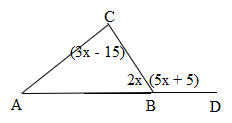 C
(3x - 15)
2x (5x + 5)
A B D